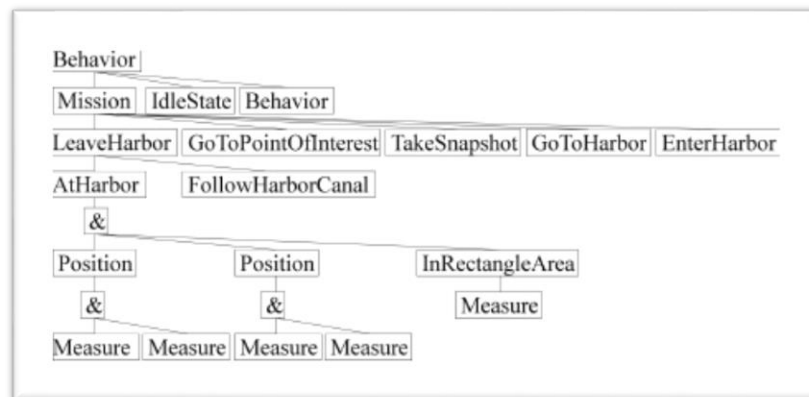 Behavior
Mission IdleState Behavior
LeaveHarbor GoToPointOfInterest TakeSnapshot GoToHarbor EnterHarbor
AtHarbor FollowHarborCanal
&
Position Position InRectangleArea
& & Measure
Measure Measure Measure Measure